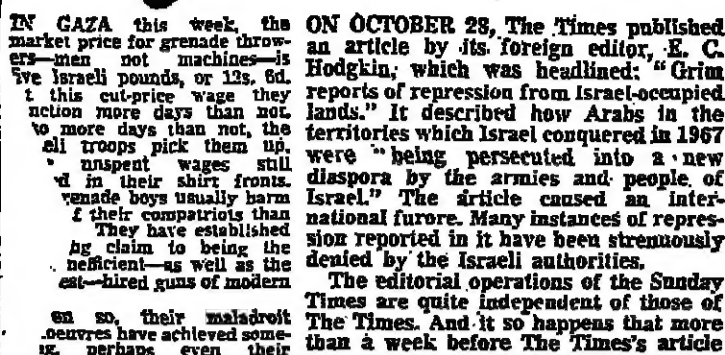 IN GAZA this week, the
market price for grenade throw-
ers—men not machines—is
five Israeli pounds, or 12s. 6d.
t this cut-price wage they
nction more days than not.
to more days than not, the
eli troops pick them up.
unspent wages still
d in their shirt fronts.
renade boys usually harm
f their compatriots than
They have established
ng claim to being the
nefficient—as well as the
est—hired guns of modern
en so, their maladroit
oeuvres have achieved some-
ng, perhaps even their
ON OCTOBER 28, The Times published
an article by its foreign editor, E. C.
Hodgkin, which was headlined: "Grim
reports of repression from Israel-occupied
lands." It described how Arabs in the
territories which Israel conquered in 1967
were "being persecuted into a new
diaspora by the armies and people of
Israel." The article caused an inter-
national furore. Many instances of repres-
sion reported in it have been strenuously
denied by the Israeli authorities.
The editorial operations of the Sunday
Times are quite independent of those of
The Times. And it so happens that more
than a week before The Times's article